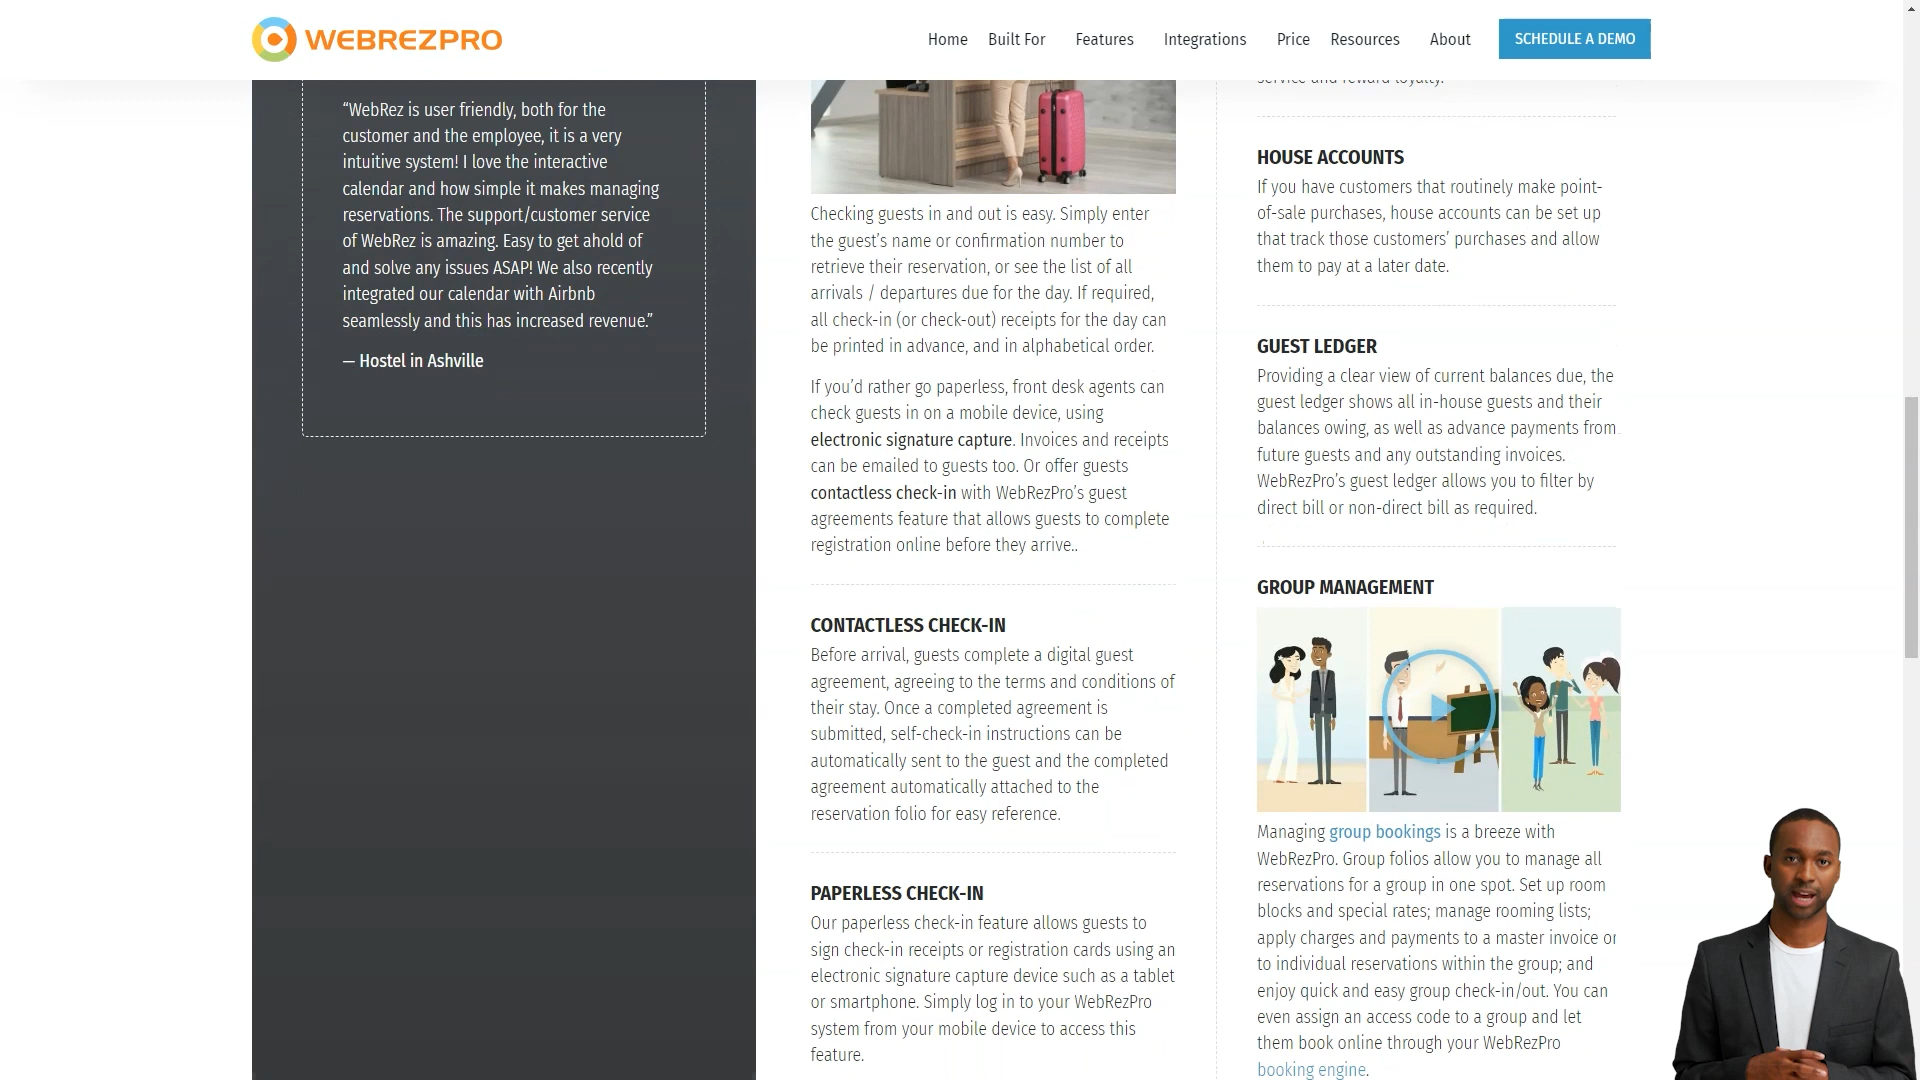 WEBREZPRO
Home Built For Features Integrations Price Resources About SCHEDULE A DEMO
“WebRez is user friendly, both for the
customer and the employee, it is a very
intuitive system! I love the interactive
calendar and how simple it makes managing
reservations. The support/customer service
of WebRez is amazing. Easy to get ahold of
and solve any issues ASAP! We also recently
integrated our calendar with Airbnb
seamlessly and this has increased revenue.”
— Hostel in Ashville
Checking guests in and out is easy. Simply enter
the guest’s name or confirmation number to
retrieve their reservation, or see the list of all
arrivals / departures due for the day. If required,
all check-in (or check-out) receipts for the day can
be printed in advance, and in alphabetical order.
If you’d rather go paperless, front desk agents can
check guests in on a mobile device, using
electronic signature capture. Invoices and receipts
can be emailed to guests too. Or offer guests
contactless check-in with WebRezPro’s guest
agreements feature that allows guests to complete
registration online before they arrive..
CONTACTLESS CHECK-IN
Before arrival, guests complete a digital guest
agreement, agreeing to the terms and conditions of
their stay. Once a completed agreement is
submitted, self-check-in instructions can be
automatically sent to the guest and the completed
agreement automatically attached to the
reservation folio for easy reference.
PAPERLESS CHECK-IN
Our paperless check-in feature allows guests to
sign check-in receipts or registration cards using an
electronic signature capture device such as a tablet
or smartphone. Simply log in to your WebRezPro
system from your mobile device to access this
feature.
service and reward loyalty.
HOUSE ACCOUNTS
If you have customers that routinely make point-
of-sale purchases, house accounts can be set up
that track those customers’ purchases and allow
them to pay at a later date.
GUEST LEDGER
Providing a clear view of current balances due, the
guest ledger shows all in-house guests and their
balances owing, as well as advance payments from
future guests and any outstanding invoices.
WebRezPro’s guest ledger allows you to filter by
direct bill or non-direct bill as required.
GROUP MANAGEMENT
Managing group bookings is a breeze with
WebRezPro. Group folios allow you to manage all
reservations for a group in one spot. Set up room
blocks and special rates; manage rooming lists;
apply charges and payments to a master invoice or
to individual reservations within the group; and
enjoy quick and easy group check-in/out. You can
even assign an access code to a group and let
them book online through your WebRezPro
booking engine.